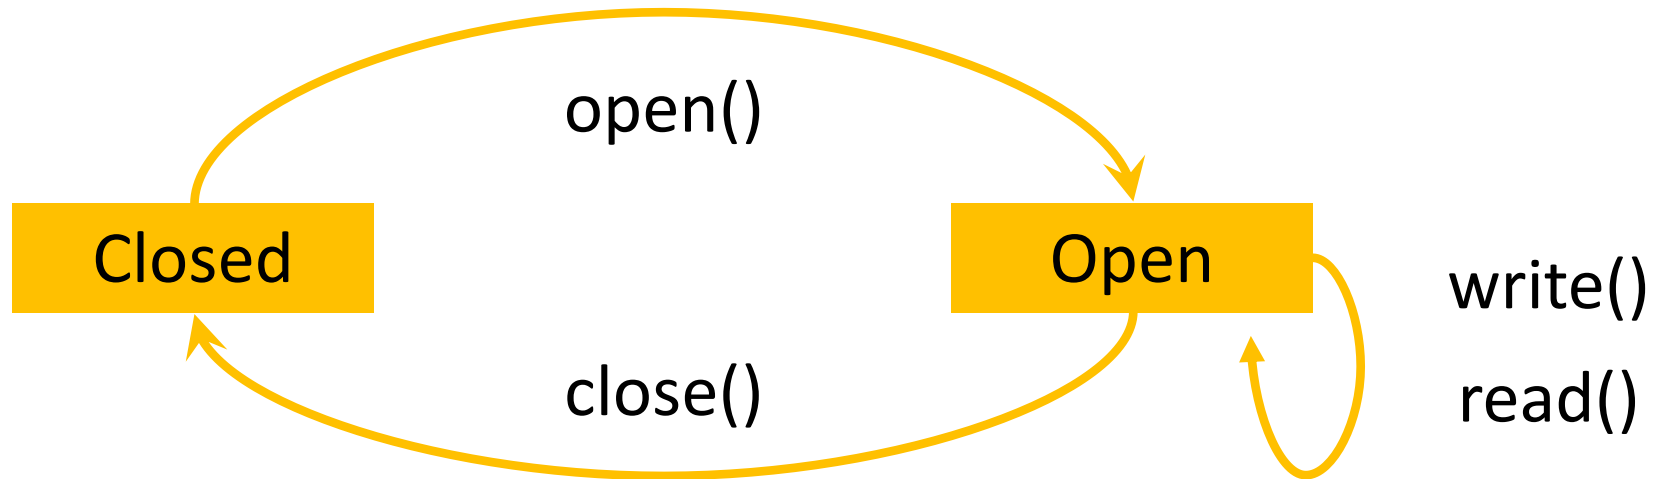 open()
Closed
Open
write()
close()
read()